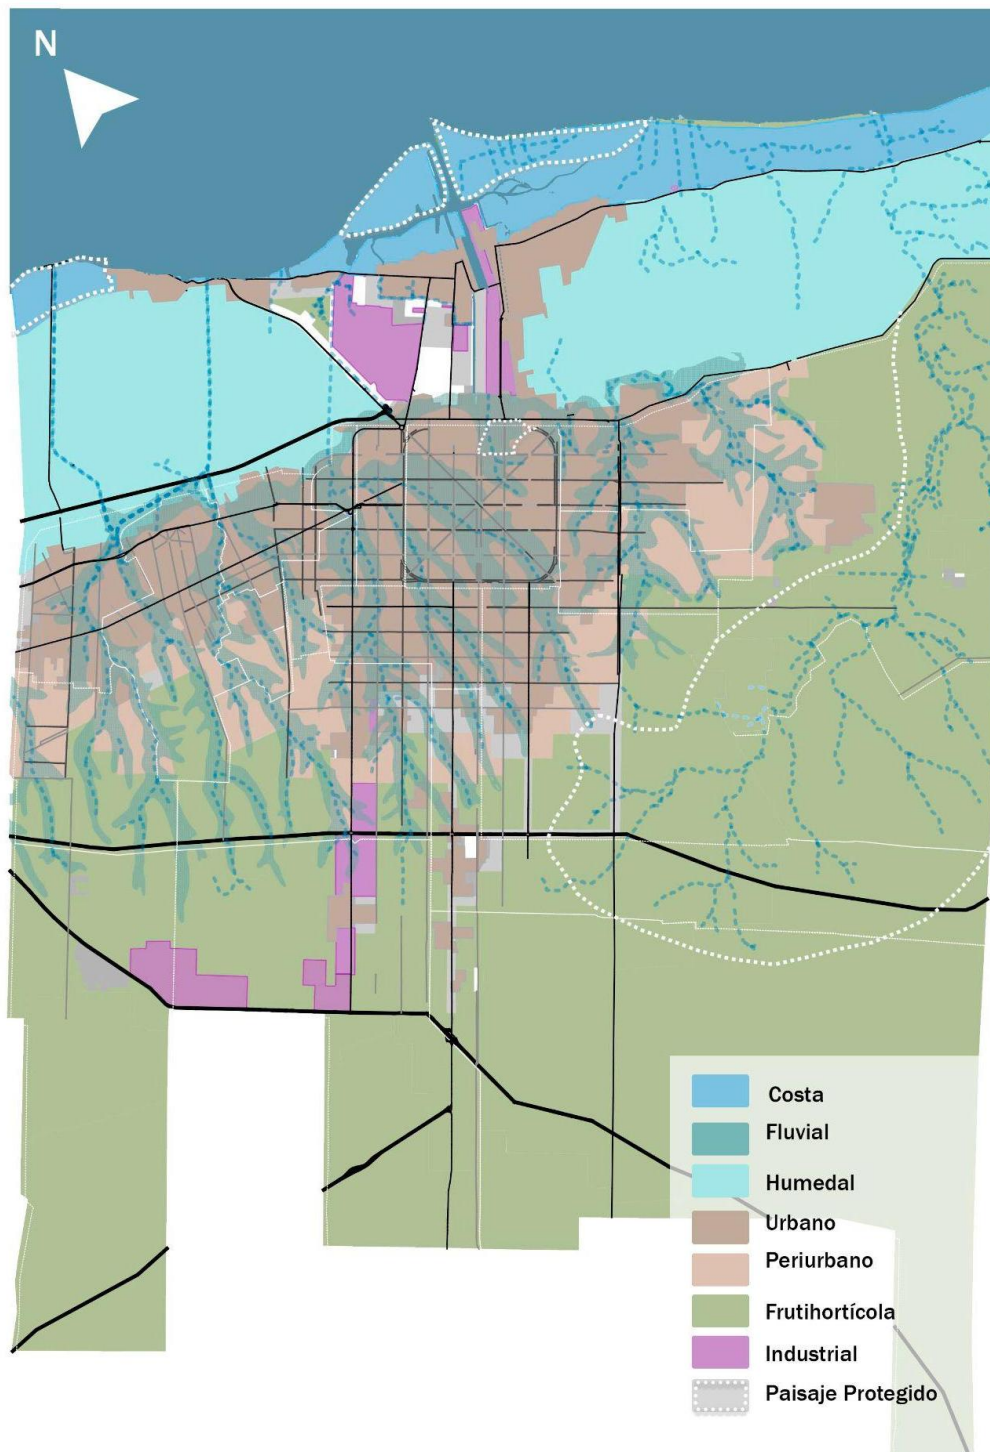 N
Costa
Fluvial
Humedal
Urbano
Periurbano
Frutihortícola
Industrial
Paisaje Protegido